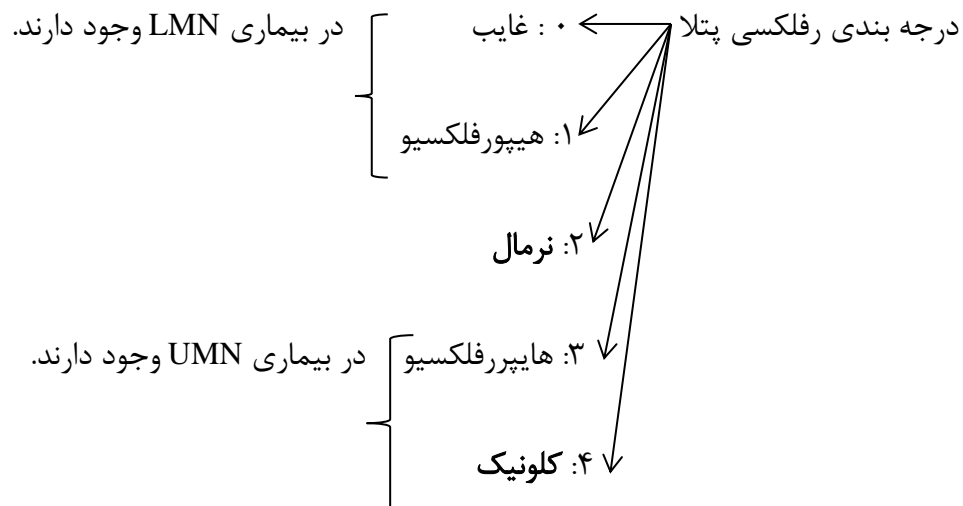 درجه بندی رفلکسی پتلا ۰ : غایب در بیماری LMN وجود دارند.
۱: هیپورفلکسیو
۲: نرمال
۳: هایپررفلکسیو در بیماری UMN وجود دارند.
۴: کلونیک